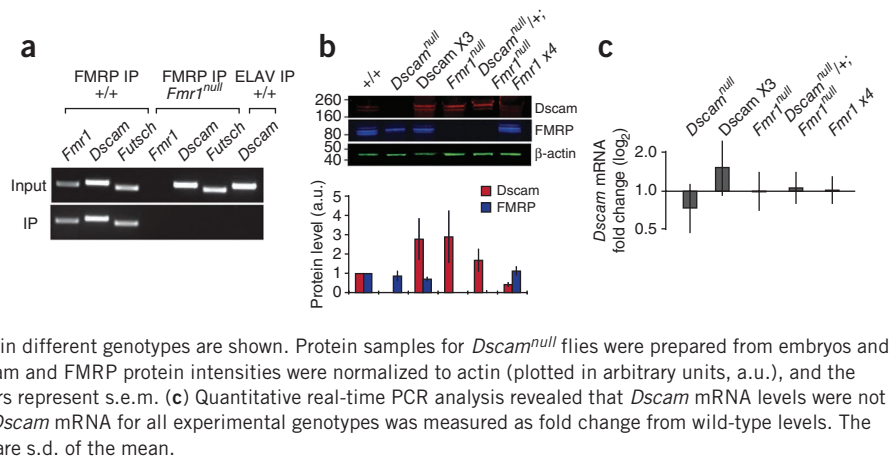 a
FMRP IP
+/+
FMRP IP
Fmr1null
ELAV IP
+/+
Fmr1
Dscam
Futsch
Fmr1
Dscam
Futsch
Dscam
Input
IP
b
+/+
Dscamnull
Dscam X3
Fmr1null
Dscamnull/+;
Fmr1null
Fmr1 x4
260
160
80
50
40
Dscam
FMRP
β-actin
Protein level (a.u.)
5
4
3
2
1
0
Dscam
FMRP
c
Dscamnull
Dscam X3
Fmr1null
Dscamnull/+;
Fmr1null
Fmr1 x4
Dscam mRNA
fold change (log2)
2.0
1.0
0.5
in different genotypes are shown. Protein samples for Dscamnull flies were prepared from embryos and
am and FMRP protein intensities were normalized to actin (plotted in arbitrary units, a.u.), and the
rs represent s.e.m. (c) Quantitative real-time PCR analysis revealed that Dscam mRNA levels were not
Dscam mRNA for all experimental genotypes was measured as fold change from wild-type levels. The
are s.d. of the mean.